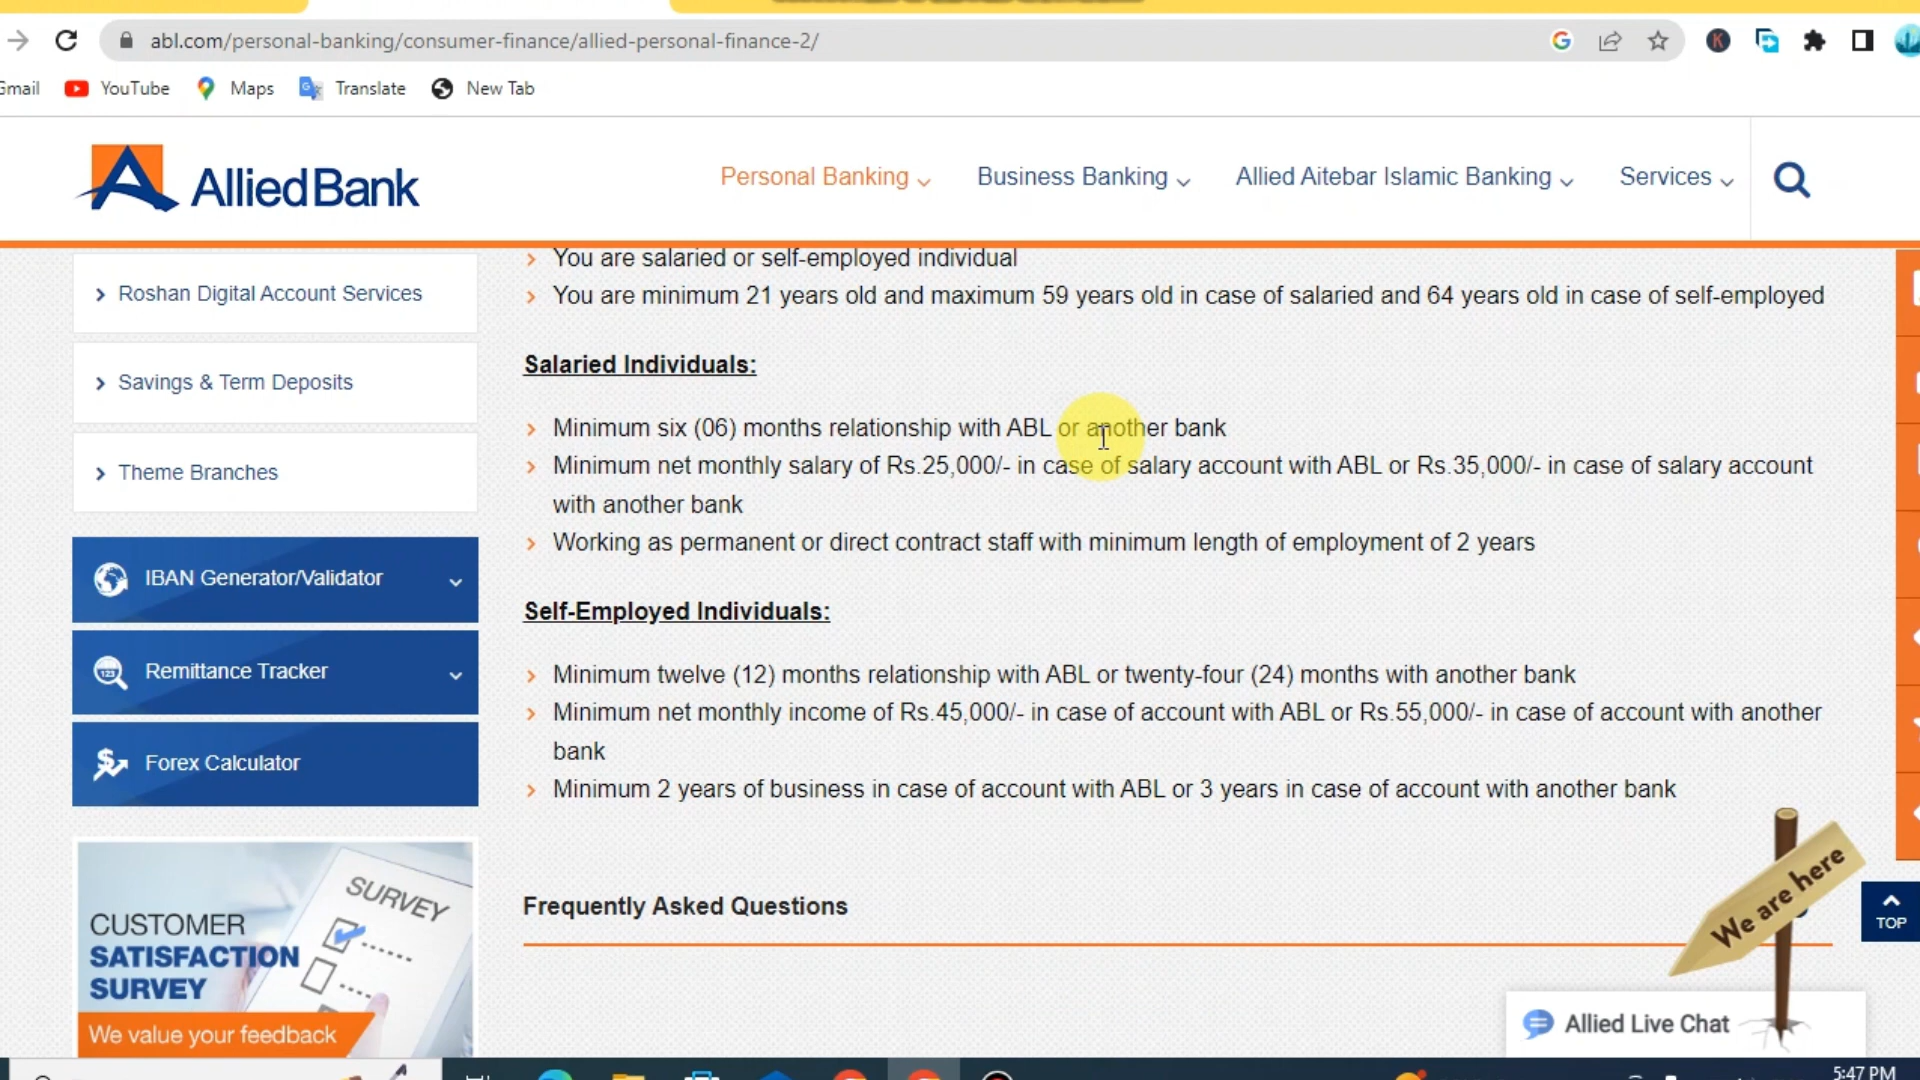 abl.com/personal-banking/consumer-finance/allied-personal-finance-2/
Gmail YouTube Maps Translate New Tab
Allied Bank
Personal Banking Business Banking Allied Aitebar Islamic Banking Services
You are salaried or self-employed individual
Roshan Digital Account Services
You are minimum 21 years old and maximum 59 years old in case of salaried and 64 years old in case of self-employed
Savings & Term Deposits
Theme Branches
Salaried Individuals:
Minimum six (06) months relationship with ABL or another bank
Minimum net monthly salary of Rs.25,000/- in case of salary account with ABL or Rs.35,000/- in case of salary account
with another bank
Working as permanent or direct contract staff with minimum length of employment of 2 years
IBAN Generator/Validator
Remittance Tracker
Forex Calculator
Self-Employed Individuals:
Minimum twelve (12) months relationship with ABL or twenty-four (24) months with another bank
Minimum net monthly income of Rs.45,000/- in case of account with ABL or Rs.55,000/- in case of account with another
bank
Minimum 2 years of business in case of account with ABL or 3 years in case of account with another bank
SURVEY
CUSTOMER
SATISFACTION
SURVEY
We value your feedback
Frequently Asked Questions
We are here
TOP
Allied Live Chat
5:47 PM